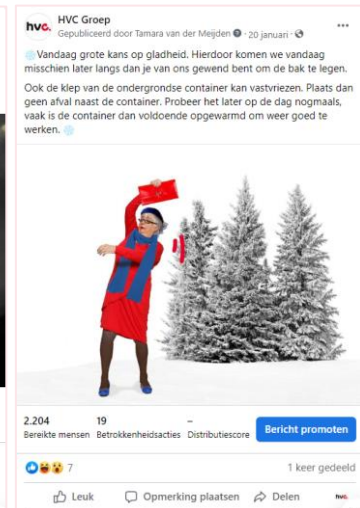 hvc.
HVC Groep
Gepubliceerd door Tamara van der Meijden · 20 januari ·
Vandaag grote kans op gladheid. Hierdoor komen we vandaag
misschien later langs dan je van ons gewend bent om de bak te legen.
Ook de klep van de ondergrondse container kan vastvriezen. Plaats dan
geen afval naast de container. Probeer het later op de dag nogmaals,
vaak is de container dan voldoende opgewarmd om weer goed te
werken.
2.204
Bereikte mensen
19
Betrokkenheidsacties
–
Distributiescore
Bericht promoten
7
1 keer gedeeld
Leuk
Opmerking plaatsen
Delen
hvc.